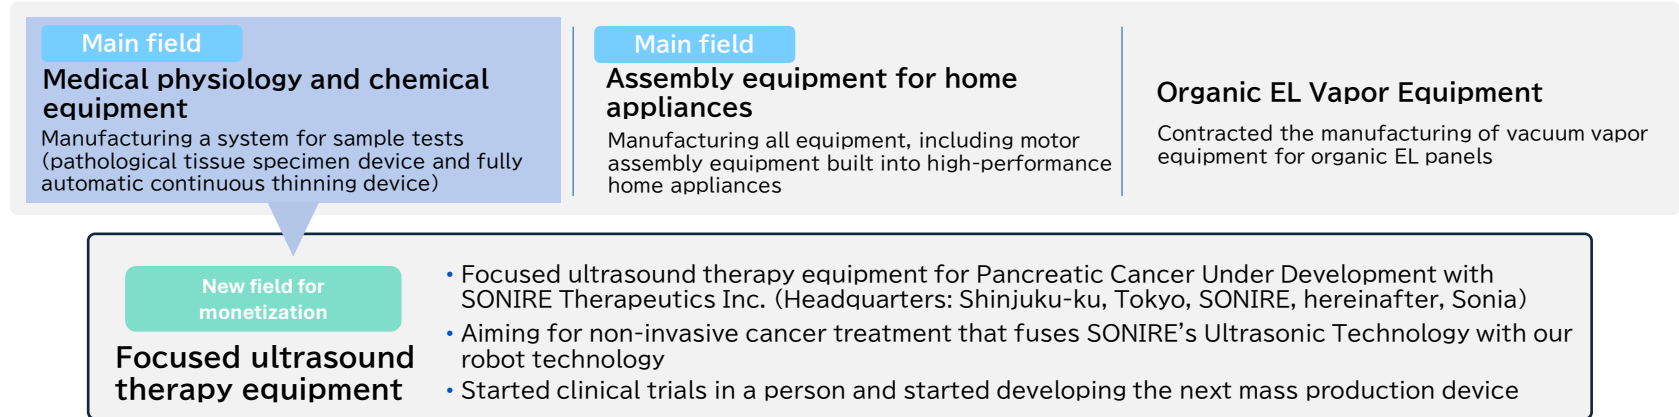 Main field
Medical physiology and chemical
equipment
Manufacturing a system for sample tests
(pathological tissue specimen device and fully
automatic continuous thinning device)
Main field
Assembly equipment for home
appliances
Manufacturing all equipment, including motor
assembly equipment built into high-performance
home appliances
Organic EL Vapor Equipment
Contracted the manufacturing of vacuum vapor
equipment for organic EL panels
New field for
monetization
Focused ultrasound
therapy equipment
• Focused ultrasound therapy equipment for Pancreatic Cancer Under Development with
SONIRE Therapeutics Inc. (Headquarters: Shinjuku-ku, Tokyo, SONIRE, hereinafter, Sonia)
• Aiming for non-invasive cancer treatment that fuses SONIRE's Ultrasonic Technology with our
robot technology
• Started clinical trials in a person and started developing the next mass production device